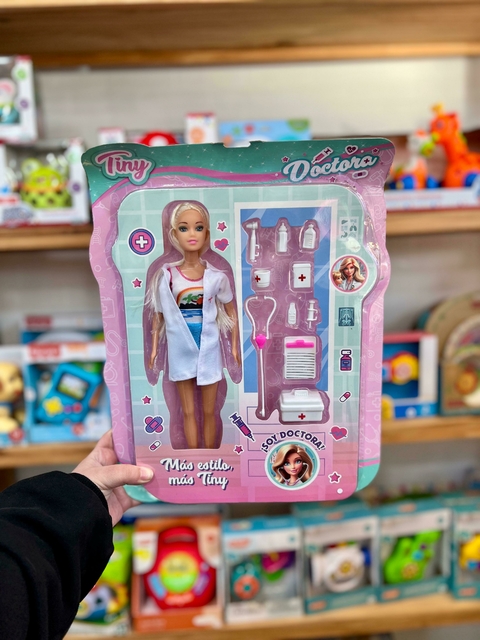 Tiny
Doctora
¡SOY DOCTORA!
Más estilo,
más Tiny